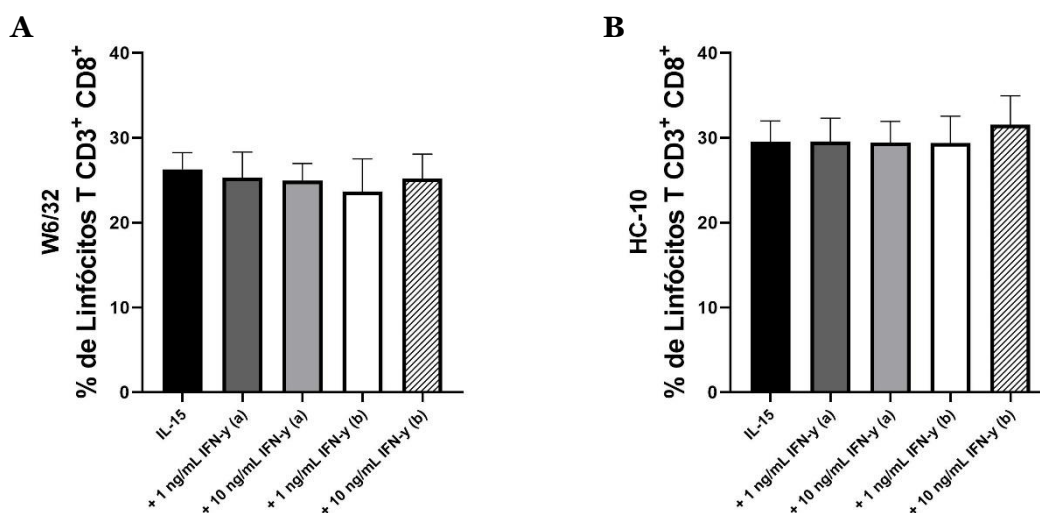 A
W6/32
% de Linfócitos T CD3⁺ CD8⁺
40
30
20
10
0
IL-15
+ 1 ng/mL IFN-y (a)
+ 10 ng/mL IFN-y (a)
+ 1 ng/mL IFN-y (b)
+ 10 ng/mL IFN-y (b)
B
HC-10
% de Linfócitos T CD3⁺ CD8⁺
40
30
20
10
0
IL-15
+ 1 ng/mL IFN-y (a)
+ 10 ng/mL IFN-y (a)
+ 1 ng/mL IFN-y (b)
+ 10 ng/mL IFN-y (b)